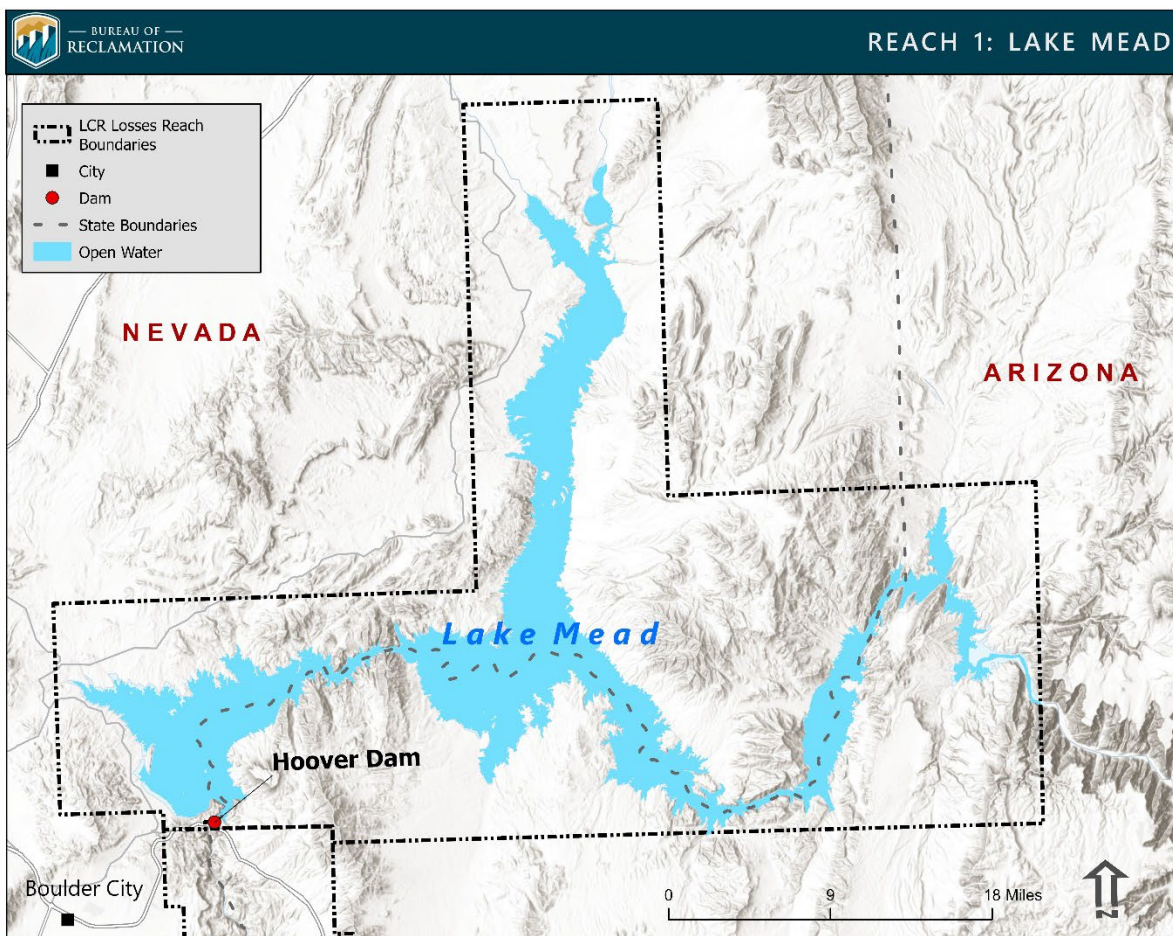 — BUREAU OF —
RECLAMATION
REACH 1: LAKE MEAD
LCR Losses Reach
Boundaries
City
Dam
State Boundaries
Open Water
NEVADA
ARIZONA
Lake Mead
Hoover Dam
Boulder City
0 9 18 Miles
N